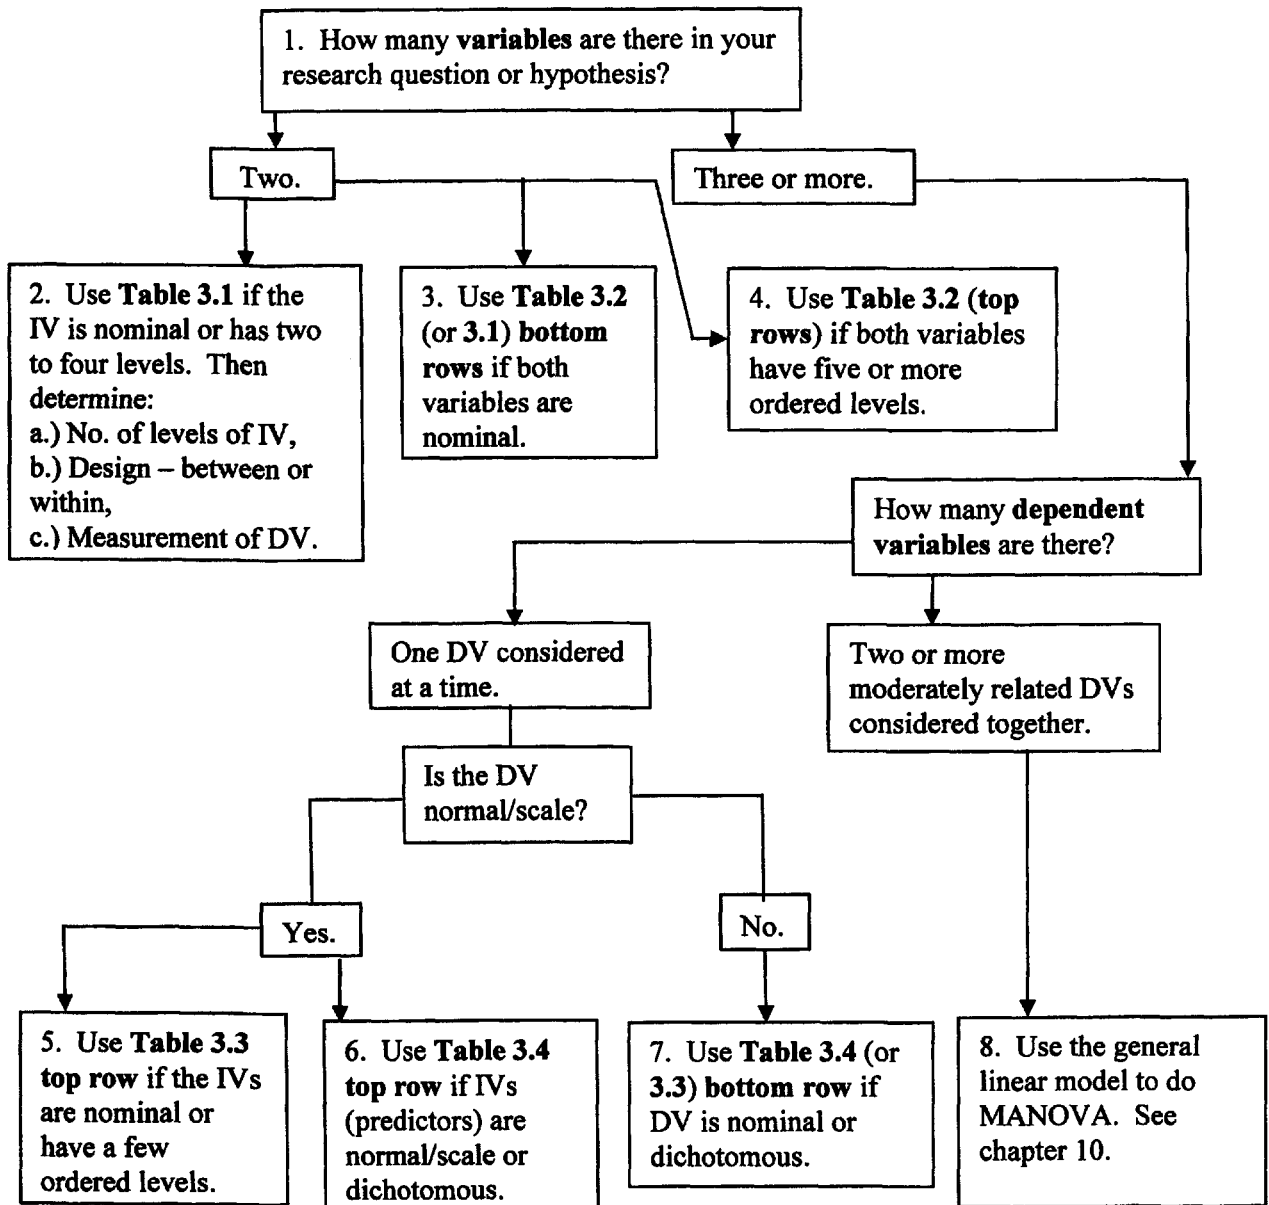 1. How many variables are there in your
research question or hypothesis?
Two.
Three or more.
2. Use Table 3.1 if the
IV is nominal or has two
to four levels. Then
determine:
a.) No. of levels of IV,
b.) Design – between or
within,
c.) Measurement of DV.
3. Use Table 3.2
(or 3.1) bottom
rows if both
variables are
nominal.
4. Use Table 3.2 (top
rows) if both variables
have five or more
ordered levels.
How many dependent
variables are there?
One DV considered
at a time.
Two or more
moderately related DVs
considered together.
Is the DV
normal/scale?
Yes.
No.
5. Use Table 3.3
top row if the IVs
are nominal or
have a few
ordered levels.
6. Use Table 3.4
top row if IVs
(predictors) are
normal/scale or
dichotomous.
7. Use Table 3.4 (or
3.3) bottom row if
DV is nominal or
dichotomous.
8. Use the general
linear model to do
MANOVA. See
chapter 10.